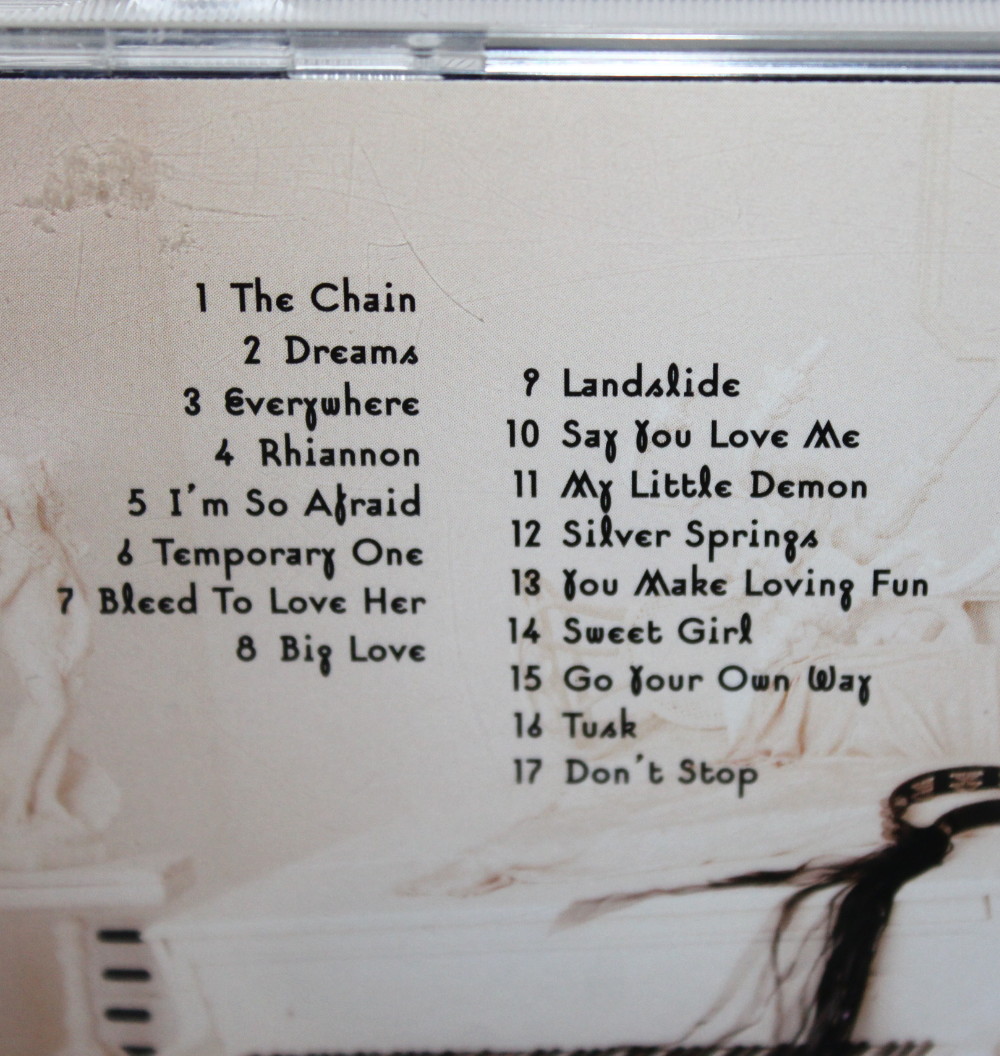 1 The Chain
2 Dreams
3 Everywhere
4 Rhiannon
5 I'm So Afraid
6 Temporary One
7 Bleed To Love Her
8 Big Love
9 Landslide
10 Say You Love Me
11 My Little Demon
12 Silver Springs
13 You Make Loving Fun
14 Sweet Girl
15 Go Your Own Way
16 Tusk
17 Don't Stop